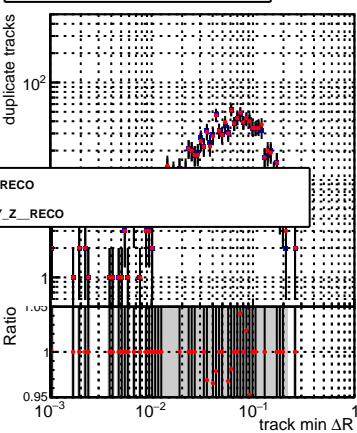 duplicate tracks
10²
RECO
Y_Z__RECO
1
1.05
Ratio
1
0.95
10⁻³ 10⁻² 10⁻¹ 1
track min ΔR